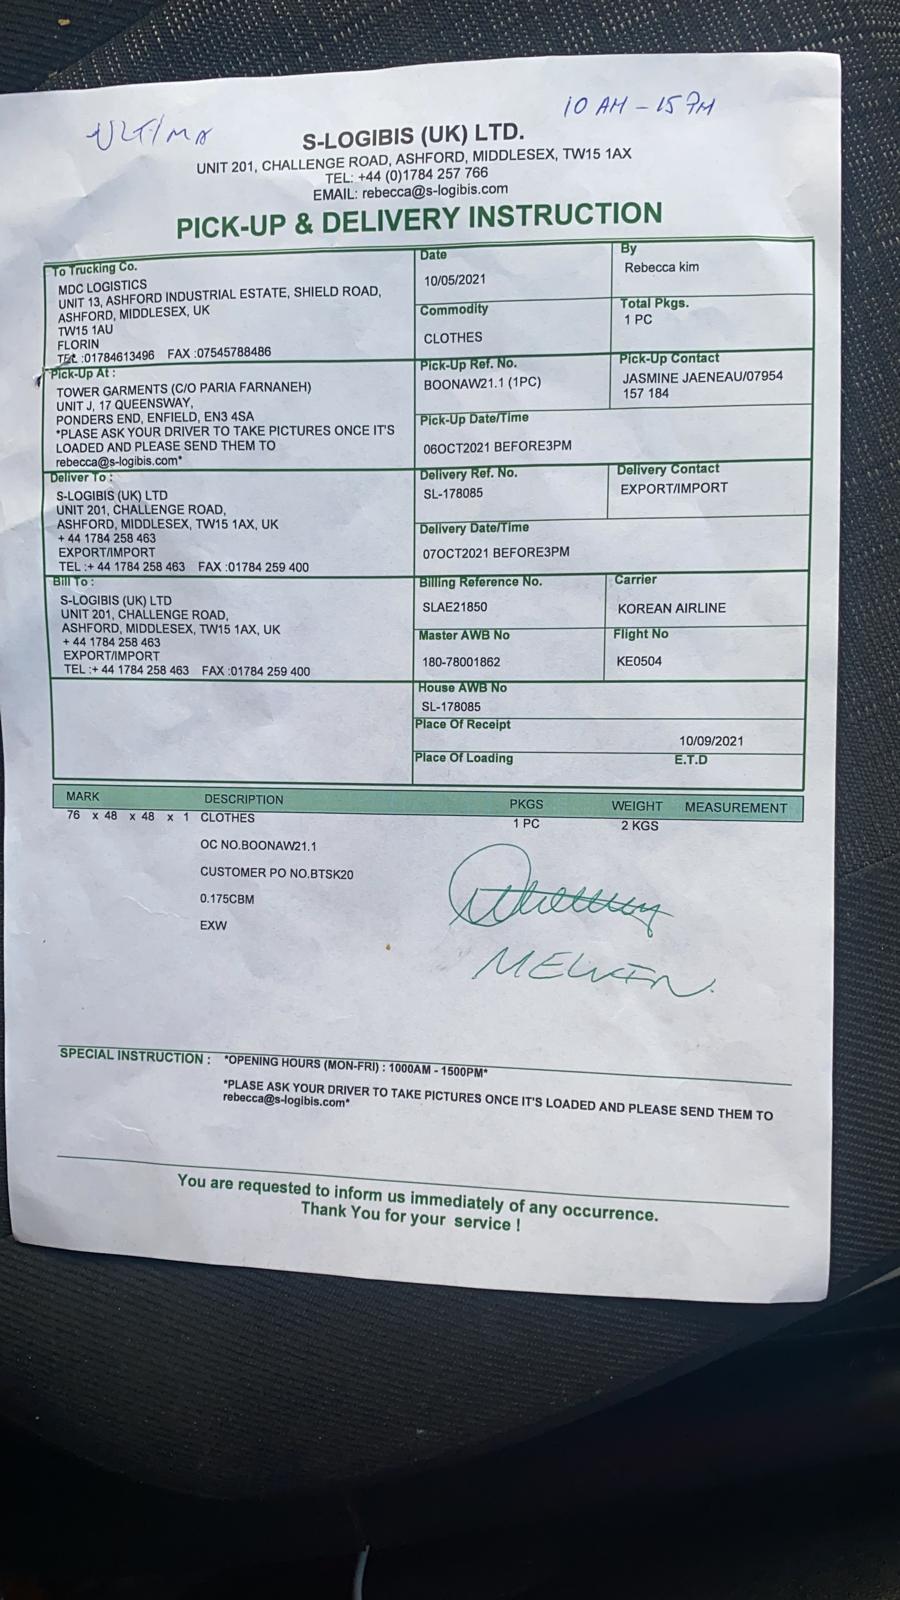 ULTIMA
10 AM - 15 PM
S-LOGIBIS (UK) LTD.
UNIT 201, CHALLENGE ROAD, ASHFORD, MIDDLESEX, TW15 1AX
TEL: +44 (0)1784 257 766
EMAIL: rebecca@s-logibis.com
PICK-UP & DELIVERY INSTRUCTION
To Trucking Co.
MDC LOGISTICS
UNIT 13, ASHFORD INDUSTRIAL ESTATE, SHIELD ROAD,
ASHFORD, MIDDLESEX, UK
TW15 1AU
FLORIN
TEL :01784613496 FAX :07545788486
Date
10/05/2021
By
Rebecca kim
Commodity
CLOTHES
Total Pkgs.
1 PC
Pick-Up At :
TOWER GARMENTS (C/O PARIA FARNANEH)
UNIT J, 17 QUEENSWAY,
PONDERS END, ENFIELD, EN3 4SA
*PLASE ASK YOUR DRIVER TO TAKE PICTURES ONCE IT'S
LOADED AND PLEASE SEND THEM TO
rebecca@s-logibis.com*
Pick-Up Ref. No.
BOONAW21.1 (1PC)
Pick-Up Contact
JASMINE JAENEAU/07954
157 184
Pick-Up Date/Time
06OCT2021 BEFORE3PM
Deliver To :
S-LOGIBIS (UK) LTD
UNIT 201, CHALLENGE ROAD,
ASHFORD, MIDDLESEX, TW15 1AX, UK
+ 44 1784 258 463
EXPORT/IMPORT
TEL :+ 44 1784 258 463 FAX :01784 259 400
Delivery Ref. No.
SL-178085
Delivery Contact
EXPORT/IMPORT
Delivery Date/Time
07OCT2021 BEFORE3PM
Bill To :
S-LOGIBIS (UK) LTD
UNIT 201, CHALLENGE ROAD,
ASHFORD, MIDDLESEX, TW15 1AX, UK
+ 44 1784 258 463
EXPORT/IMPORT
TEL :+ 44 1784 258 463 FAX :01784 259 400
Billing Reference No.
SLAE21850
Carrier
KOREAN AIRLINE
Master AWB No
180-78001862
Flight No
KE0504
House AWB No
SL-178085
Place Of Receipt
10/09/2021
Place Of Loading E.T.D
MARK DESCRIPTION PKGS WEIGHT MEASUREMENT
76 x 48 x 48 x 1 CLOTHES 1 PC 2 KGS
OC NO.BOONAW21.1
CUSTOMER PO NO.BTSK20
0.175CBM
EXW
MELVIN.
SPECIAL INSTRUCTION : *OPENING HOURS (MON-FRI) : 1000AM - 1500PM*
*PLASE ASK YOUR DRIVER TO TAKE PICTURES ONCE IT'S LOADED AND PLEASE SEND THEM TO
rebecca@s-logibis.com*
You are requested to inform us immediately of any occurrence.
Thank You for your service !